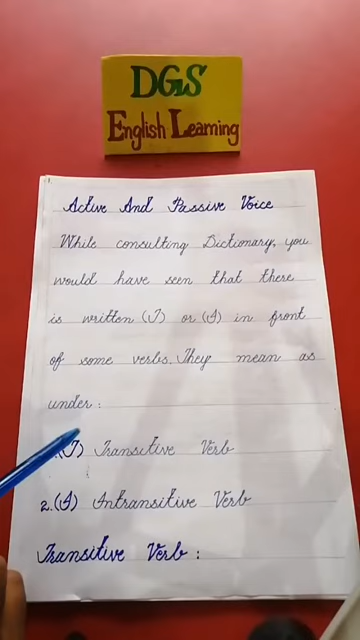 DGS
English Learning
Active And Passive Voice
While consulting Dictionary, you
would have seen that there
is written (T) or (I) in front
of some verbs. They mean as
under:
.(T) Transitive Verb
2.(I) Intransitive Verb
Transitive Verb :